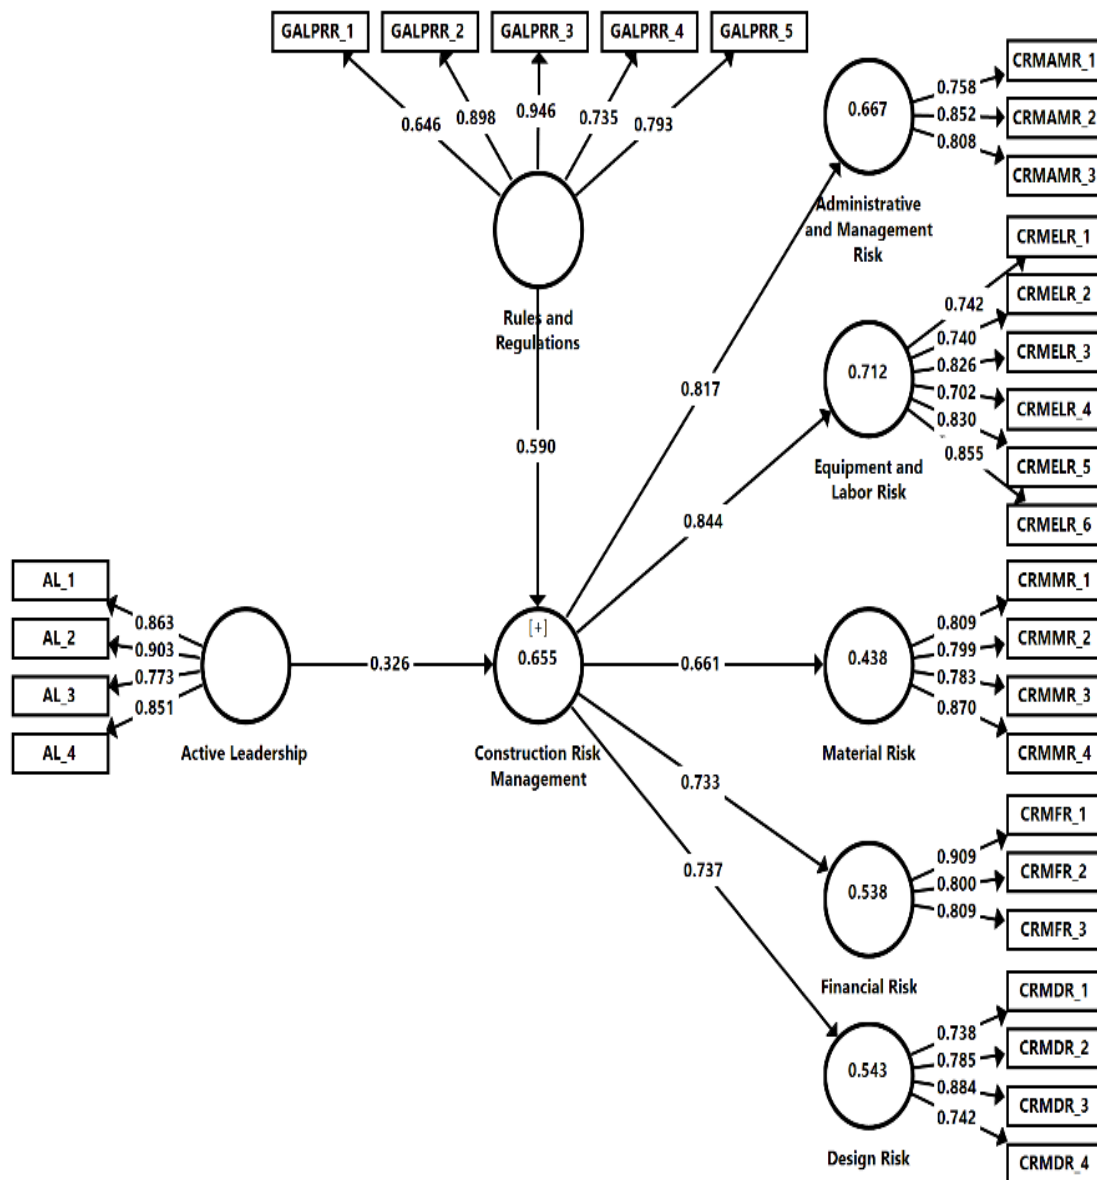 GALPRR_1 GALPRR_2 GALPRR_3 GALPRR_4 GALPRR_5
0.646 0.898 0.946 0.735 0.793
Rules and
Regulations
0.590
AL_1
AL_2
AL_3
AL_4
0.863
0.903
0.773
0.851
Active Leadership
0.326
[+]
0.655
Construction Risk
Management
0.817
0.844
0.661
0.733
0.737
0.667
Administrative
and Management
Risk
0.758
0.852
0.808
CRMAMR_1
CRMAMR_2
CRMAMR_3
0.712
Equipment and
Labor Risk
0.742
0.740
0.826
0.702
0.830
0.855
CRMELR_1
CRMELR_2
CRMELR_3
CRMELR_4
CRMELR_5
CRMELR_6
0.438
Material Risk
0.809
0.799
0.783
0.870
CRMMR_1
CRMMR_2
CRMMR_3
CRMMR_4
0.538
Financial Risk
0.909
0.800
0.809
CRMFR_1
CRMFR_2
CRMFR_3
0.543
Design Risk
0.738
0.785
0.884
0.742
CRMDR_1
CRMDR_2
CRMDR_3
CRMDR_4